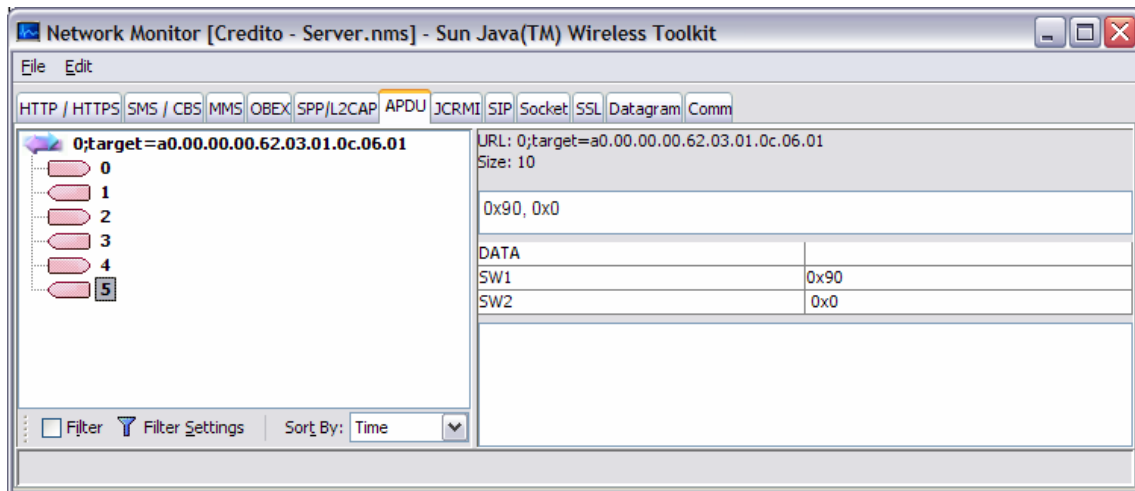 Network Monitor [Credito - Server.nms] - Sun Java(TM) Wireless Toolkit
File Edit
HTTP / HTTPS SMS / CBS MMS OBEX SPP/L2CAP APDU JCRMI SIP Socket SSL Datagram Comm
0;target=a0.00.00.00.62.03.01.0c.06.01
0
1
2
3
4
5
Filter Filter Settings Sort By: Time
URL: 0;target=a0.00.00.00.62.03.01.0c.06.01
Size: 10
0x90, 0x0
DATA
SW1 0x90
SW2 0x0